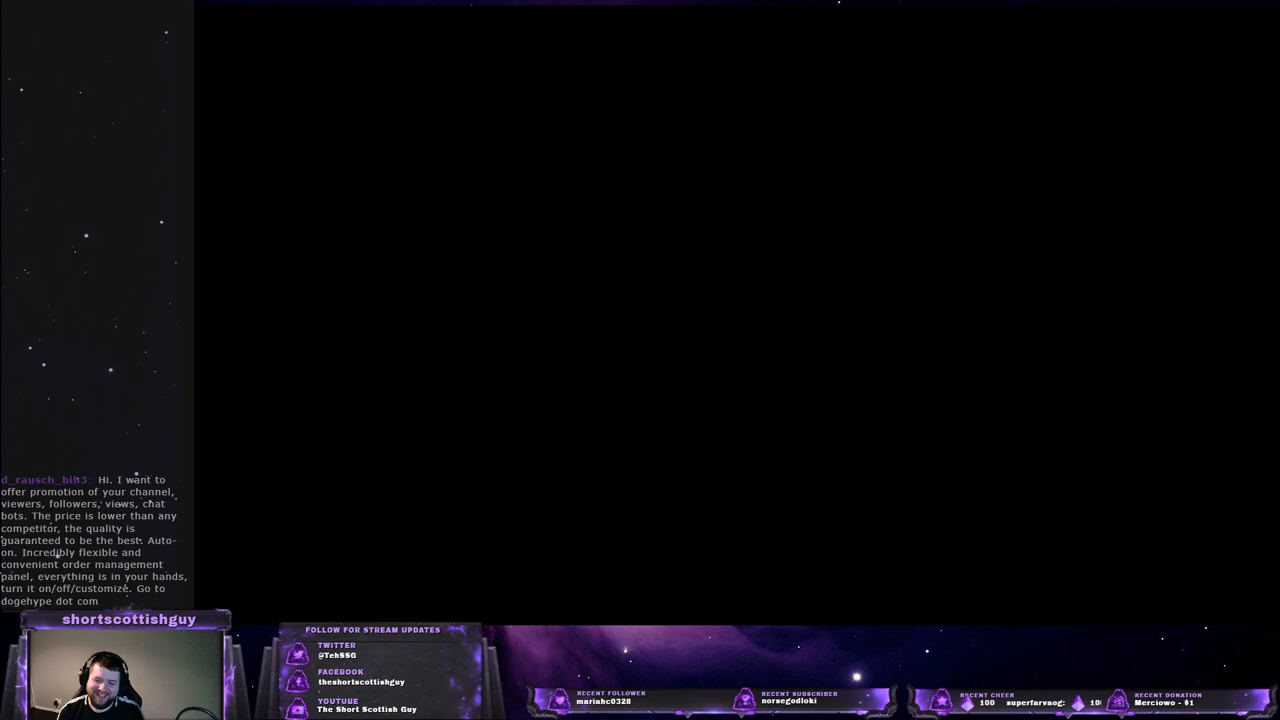 d_rausch_bih3: Hi. I want to
offer promotion of your channel,
viewers, followers, views, chat
bots. The price is lower than any
competitor, the quality is
guaranteed to be the best. Auto-
on. Incredibly flexible and
convenient order management
panel, everything is in your hands,
turn it on/off/customize. Go to
dogehype dot com
shortscottishguy
FOLLOW FOR STREAM UPDATES
TWITTER
@TehSSG
FACEBOOK
theshortscottishguy
YOUTUBE
The Short Scottish Guy
RECENT FOLLOWER
mariahc0328
RECENT SUBSCRIBER
norsegodloki
RECENT CHEER
100 superfarvaog: 10
RECENT DONATION
Merciowo - $1